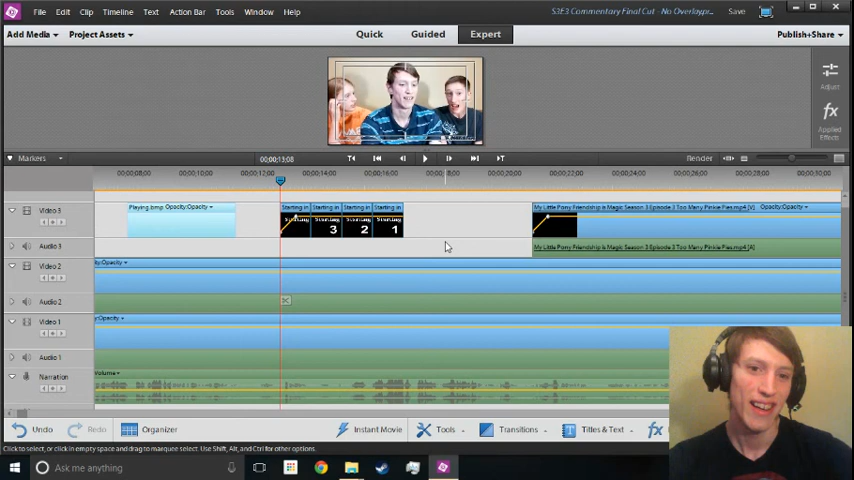 File Edit Clip Timeline Text Action Bar Tools Window Help
S3E3 Commentary Final Cut - No Overlaypr... Save
Add Media Project Assets
Quick Guided Expert
Publish+Share
Adjust
fx
Applied Effects
Markers
00;00;13;08
Render
00;00;08;00 00;00;10;00 00;00;12;00 00;00;14;00 00;00;16;00 00;00;18;00 00;00;20;00 00;00;22;00 00;00;24;00 00;00;26;00 00;00;28;00 00;00;30;00
Video 3
Playing.bmp Opacity:Opacity
Starting in Starting in Starting in Starting in
Starting 3 2 1
My Little Pony Friendship is Magic Season 3 Episode 3 Too Many Pinkie Pies.mp4 [V] Opacity:Opacity
Audio 3
My Little Pony Friendship is Magic Season 3 Episode 3 Too Many Pinkie Pies.mp4 [A]
Video 2
:Opacity
Audio 2
Video 1
y:Opacity
Audio 1
Narration
Volume
Undo Redo Organizer Instant Movie Tools Transitions Titles & Text fx
Click to select, or click in empty space and drag to marquee select. Use Shift, Alt, and Ctrl for other options.
Ask me anything